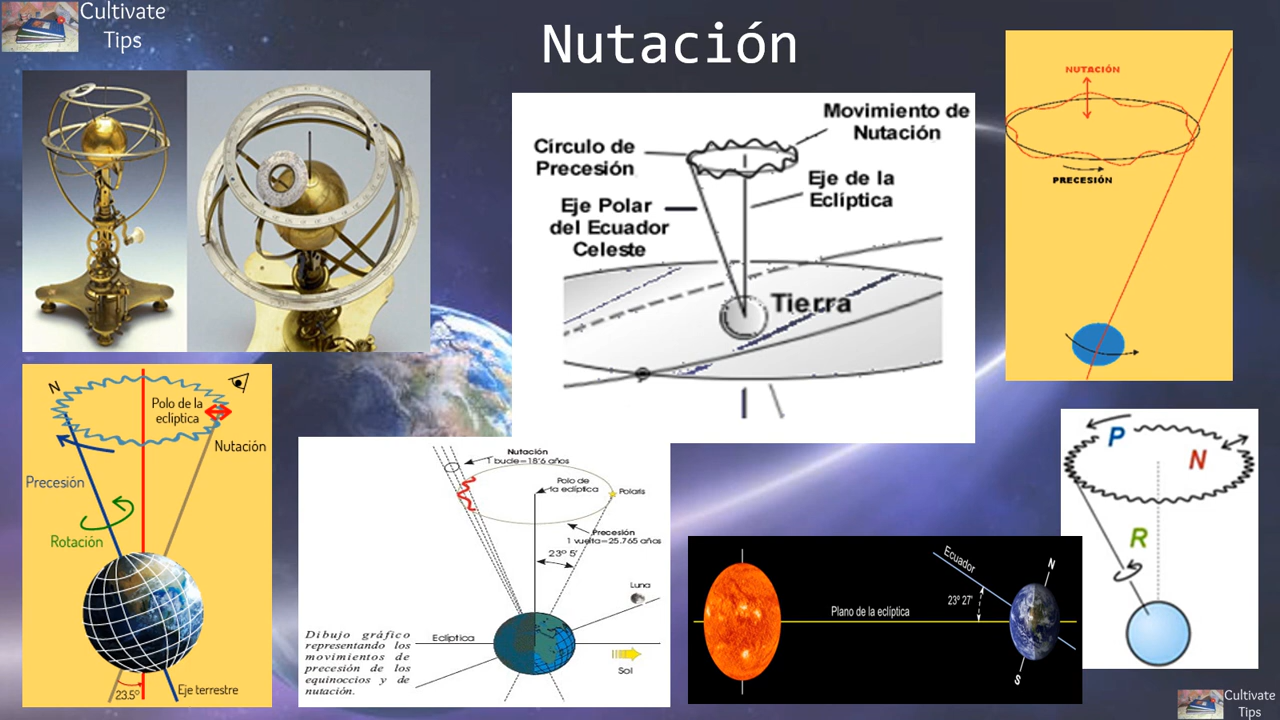 Cultivate
Tips
Nutación
NUTACIÓN
PRECESIÓN
Círculo de
Precesión
Movimiento de
Nutación
Eje Polar
del Ecuador
Celeste
Eje de la
Eclíptica
Tierra
N
Polo de la
eclíptica
Nutación
Precesión
Rotación
23.5°
Eje terrestre
Nutación
1 bucle=18'6 años
Polo de
la eclíptica
Polaris
Precesión
1 vuelta=25.765 años
23º 5'
Luna
Eclíptica
Sol
Dibujo gráfico
representando los
movimientos de
precesión de los
equinoccios y de
nutación.
Ecuador
N
23º 27'
Plano de la eclíptica
S
P
N
R
Cultivate
Tips